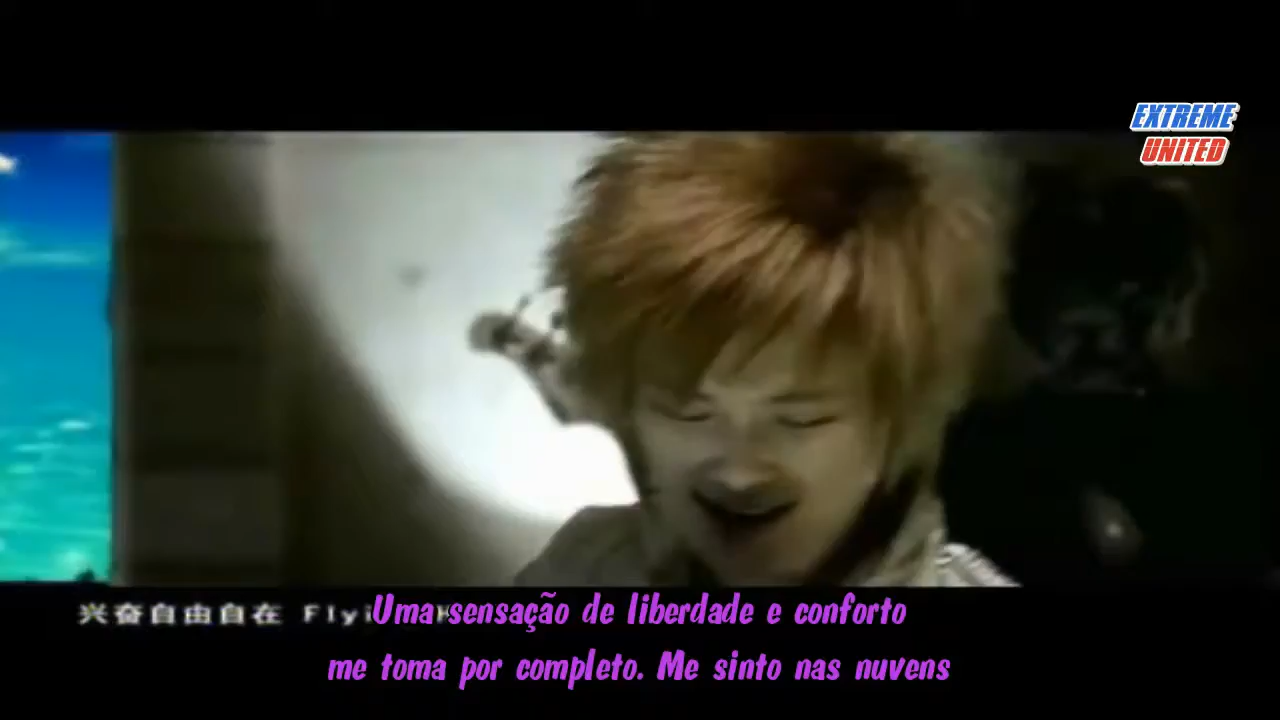 EXTREME
UNITED
兴奋自由自在 Flyi
Uma sensação de liberdade e conforto
me toma por completo. Me sinto nas nuvens